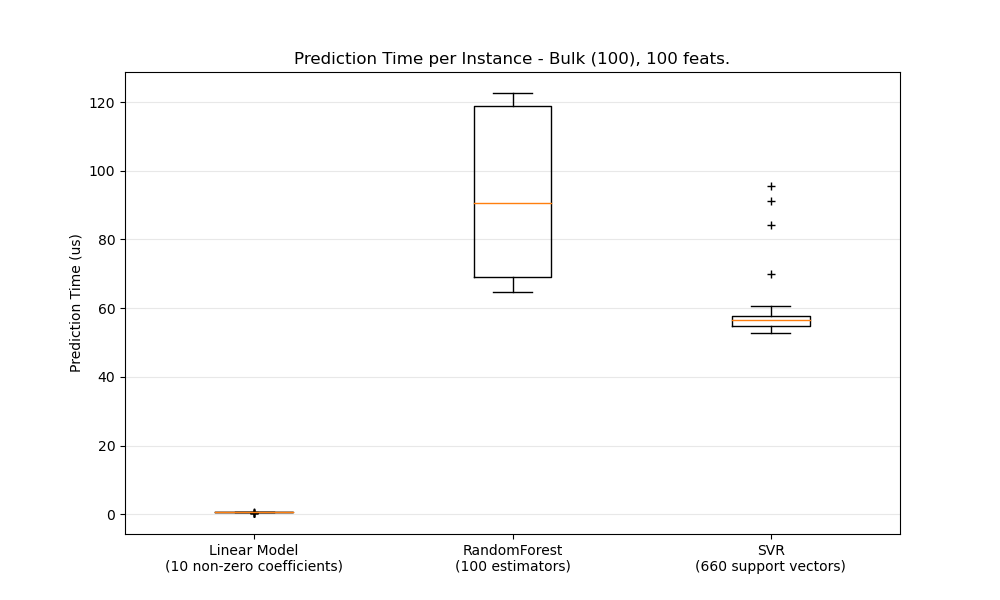 Prediction Time per Instance - Bulk (100), 100 feats.
Prediction Time (us)
120
100
80
60
40
20
0
Linear Model
(10 non-zero coefficients)
RandomForest
(100 estimators)
SVR
(660 support vectors)